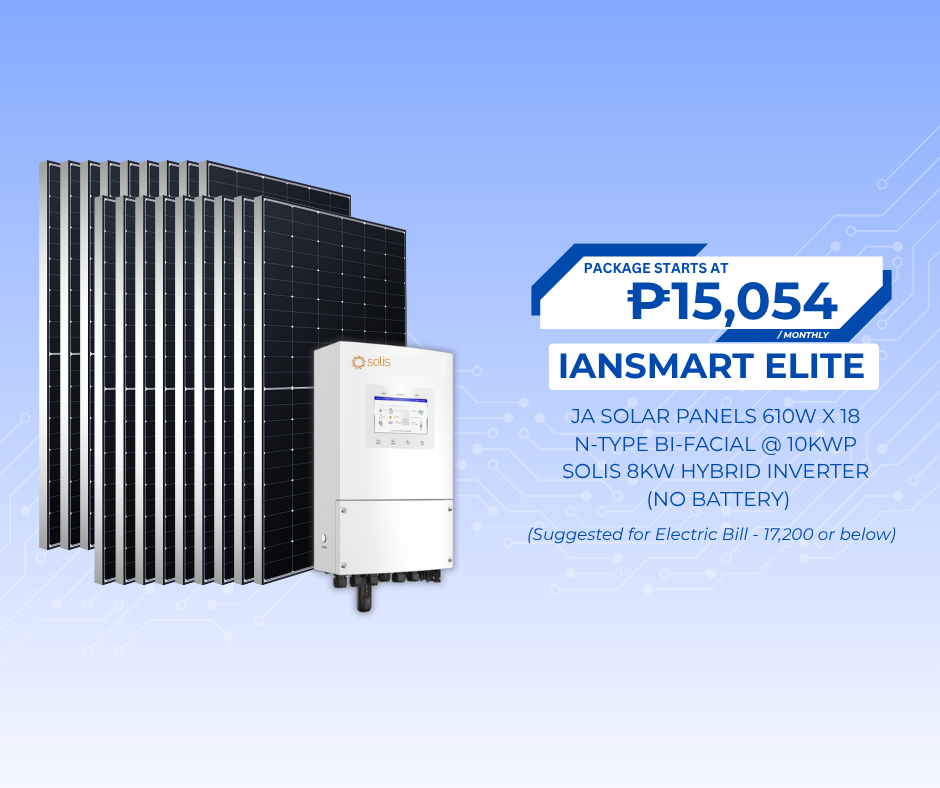 PACKAGE STARTS AT
₱15,054
/ MONTHLY
IANSMART ELITE
JA SOLAR PANELS 610W X 18
N-TYPE BI-FACIAL @ 10KWP
SOLIS 8KW HYBRID INVERTER
(NO BATTERY)
(Suggested for Electric Bill - 17,200 or below)
solis